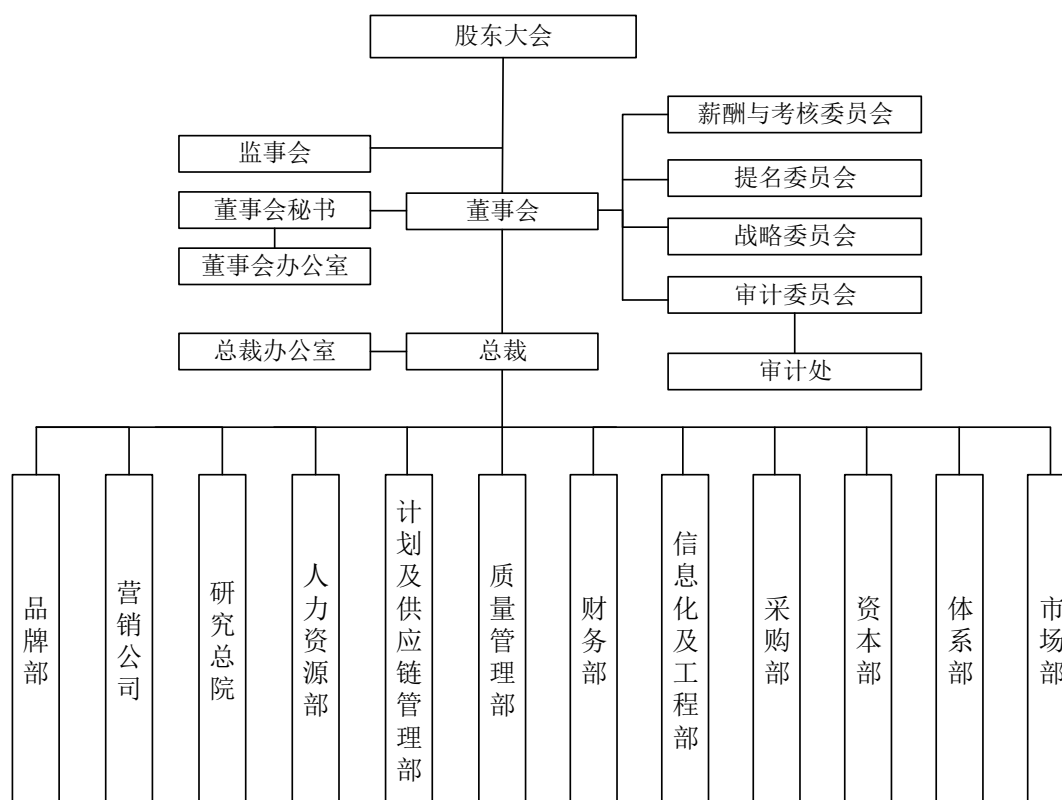 股东大会
薪酬与考核委员会
监事会
提名委员会
董事会秘书
董事会
战略委员会
董事会办公室
审计委员会
总裁办公室
总裁
审计处
品牌部
营销公司
研究总院
人力资源部
计划及供应链管理部
质量管理部
财务部
信息化及工程部
采购部
资本部
体系部
市场部